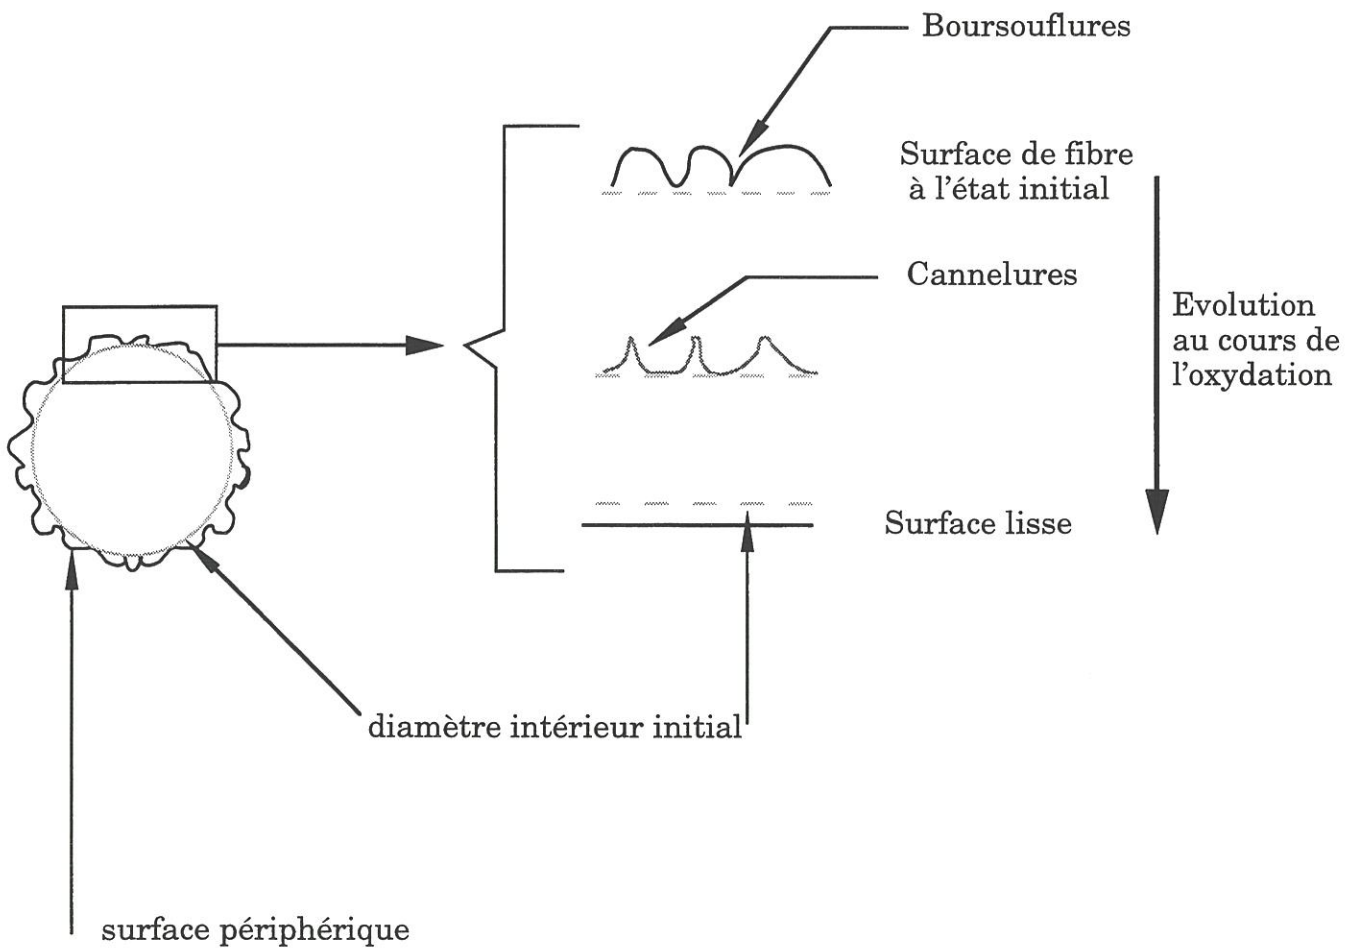 Boursouflures
Surface de fibre
à l'état initial
Cannelures
Evolution
au cours de
l'oxydation
Surface lisse
diamètre intérieur initial
surface périphérique